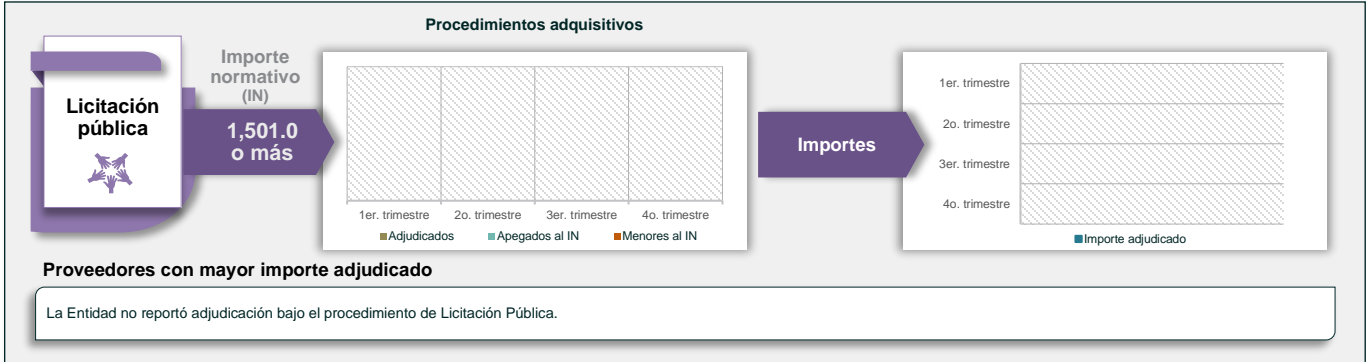 Procedimientos adquisitivos
Licitación
pública
Importe
normativo
(IN)
1,501.0
o más
1er. trimestre 2o. trimestre 3er. trimestre 4o. trimestre
Adjudicados Apegados al IN Menores al IN
Importes
1er. trimestre
2o. trimestre
3er. trimestre
4o. trimestre
Importe adjudicado
Proveedores con mayor importe adjudicado
La Entidad no reportó adjudicación bajo el procedimiento de Licitación Pública.